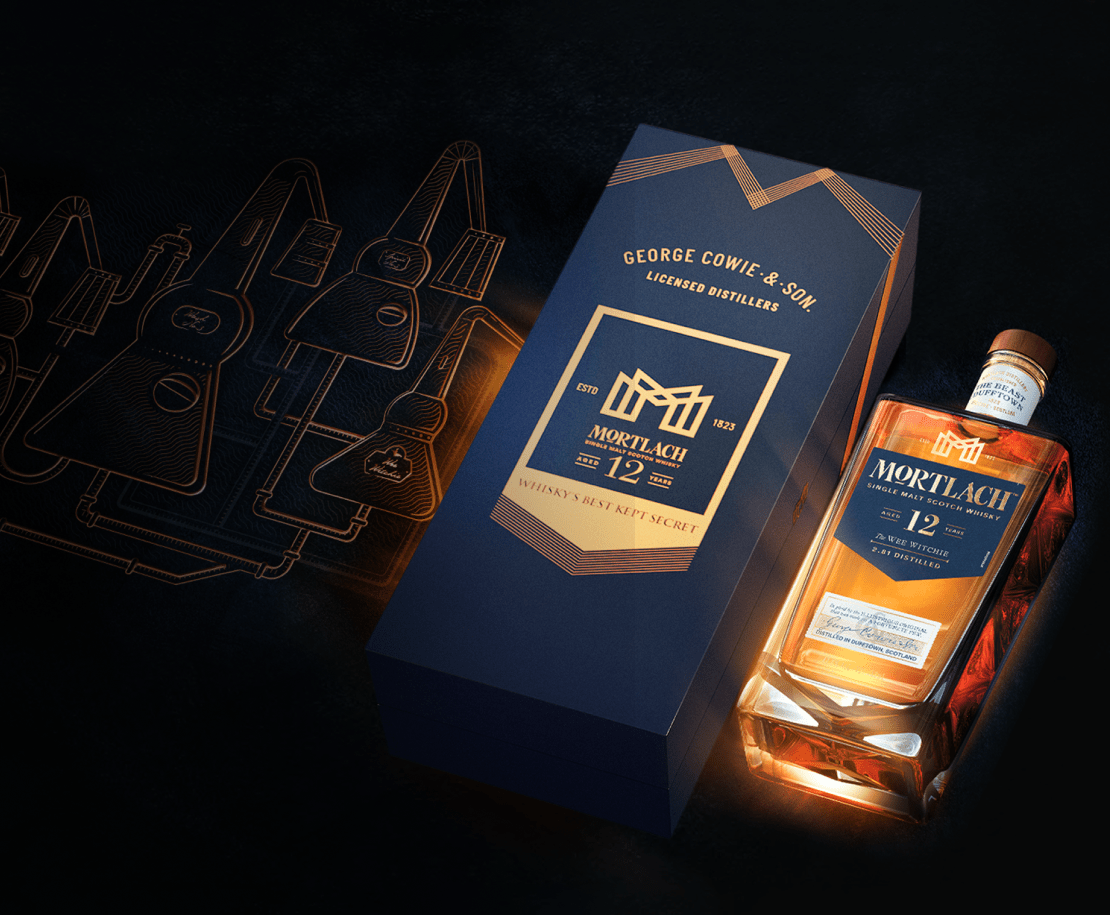 GEORGE COWIE·&·SON.
LICENSED DISTILLERS
ESTD
1823
MORTLACH
SINGLE MALT SCOTCH WHISKY
AGED 12 YEARS
WHISKY'S BEST KEPT SECRET
THE BEAST
DUFFTOWN
MORTLACH
SINGLE MALT SCOTCH WHISKY
AGED 12 YEARS
The WEE WITCHIE
2.81 DISTILLED
DISTILLED IN DUFFTOWN, SCOTLAND